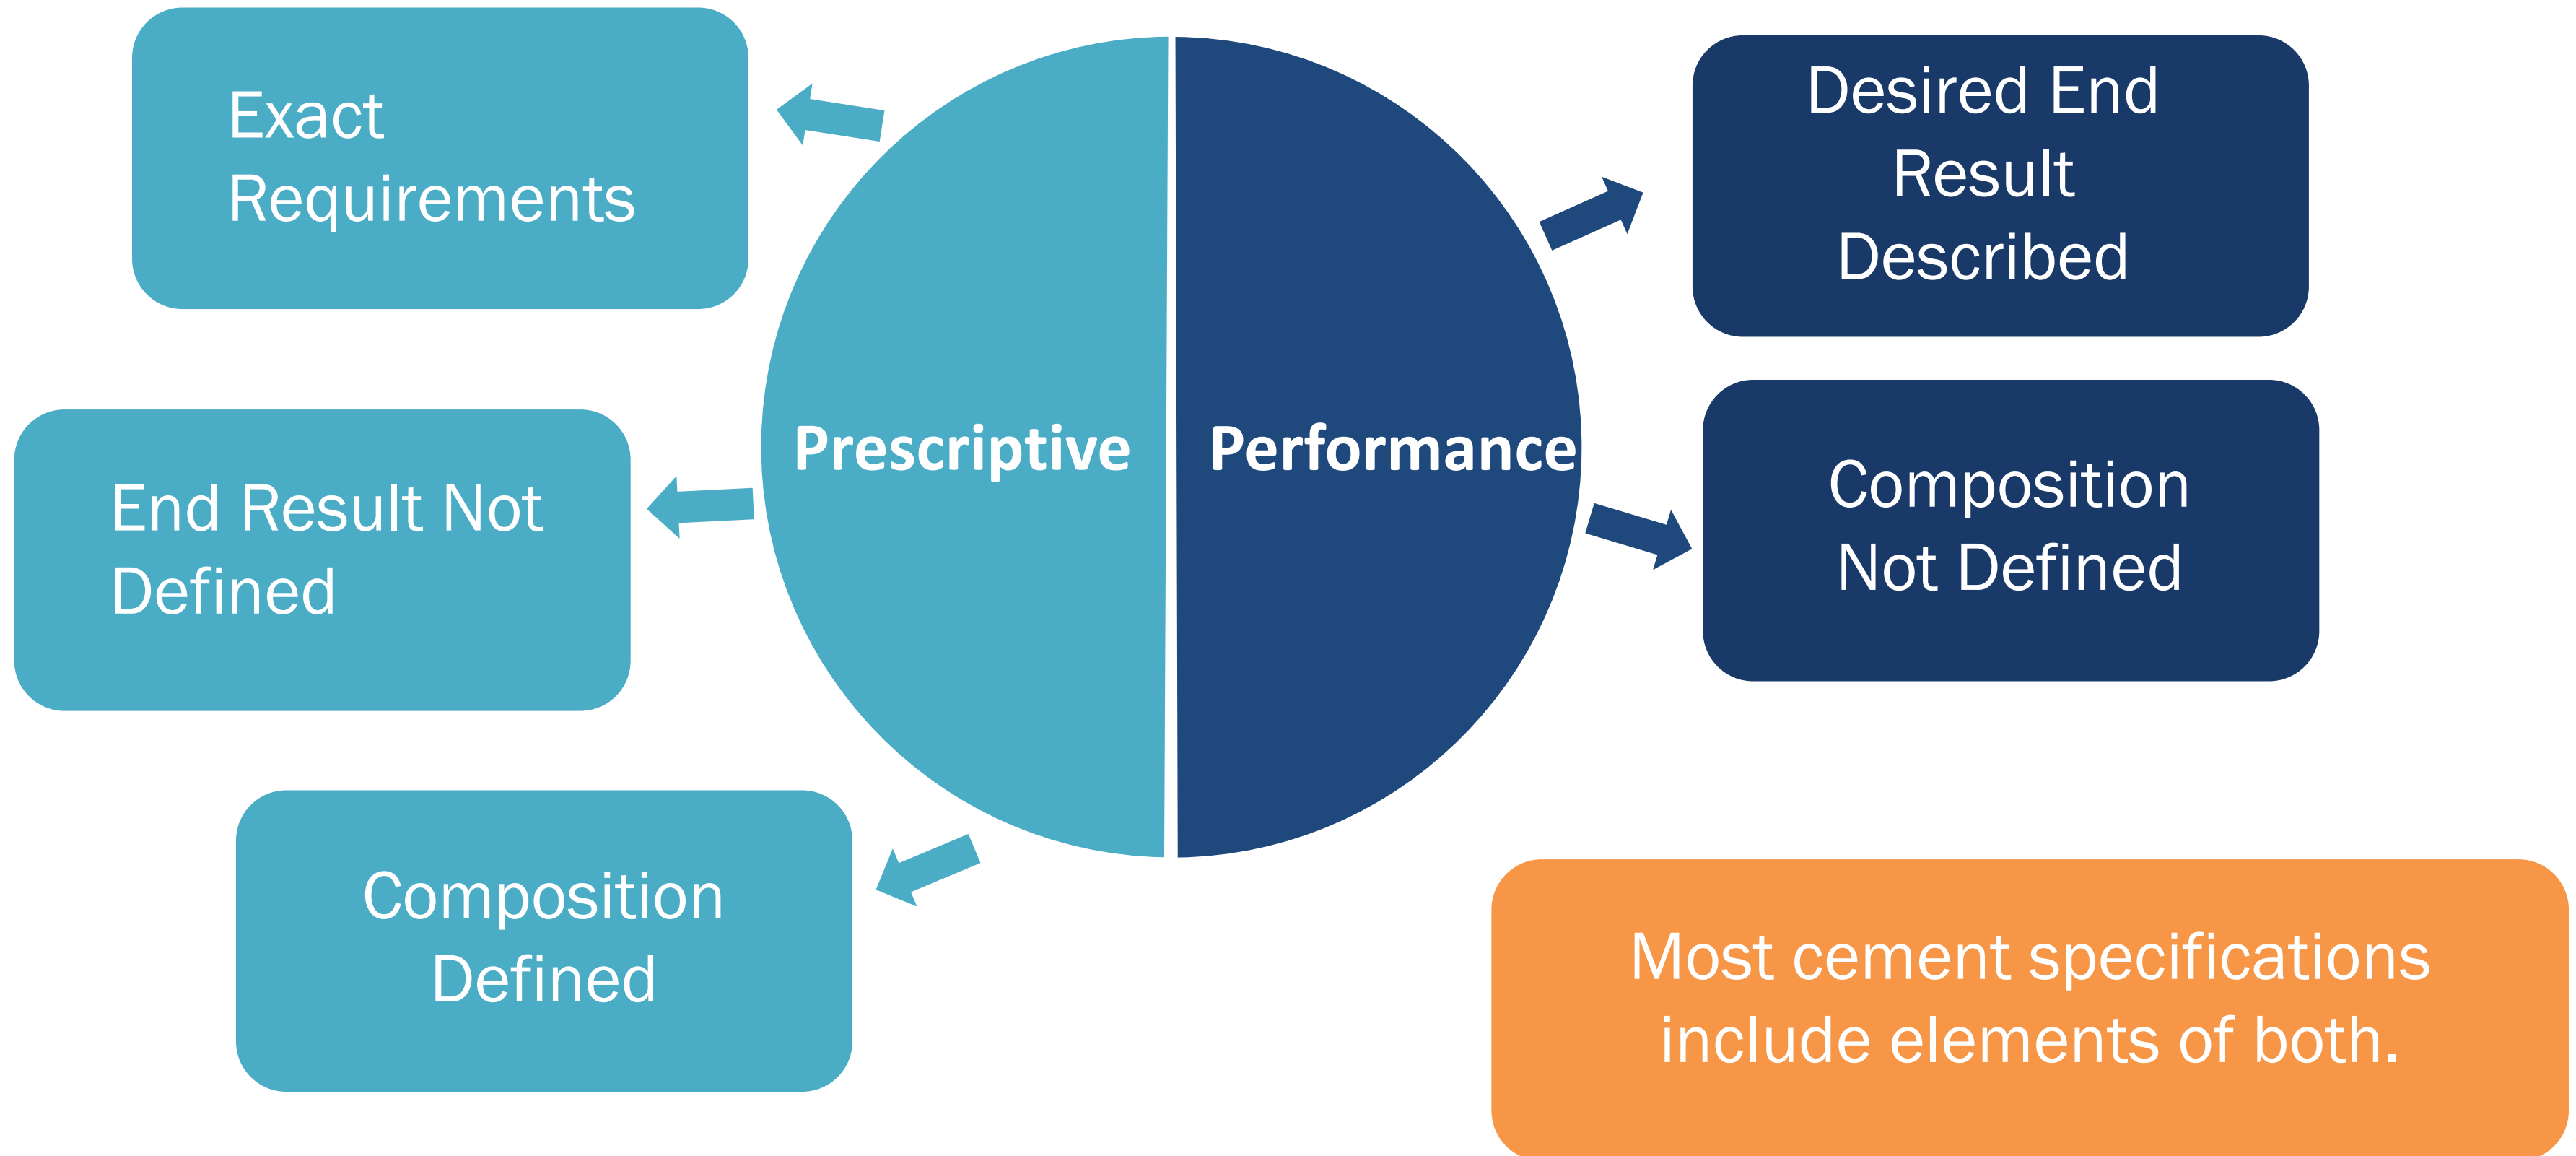 Exact
Requirements
End Result Not
Defined
Composition
Defined
Prescriptive
Performance
Desired End
Result
Described
Composition
Not Defined
Most cement specifications
include elements of both.